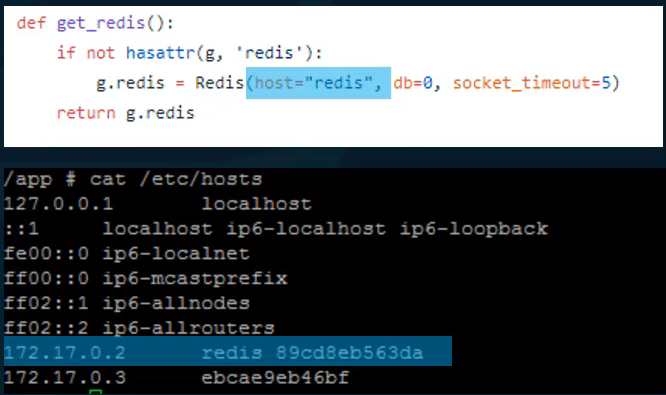 def get_redis():
    if not hasattr(g, 'redis'):
        g.redis = Redis(host="redis", db=0, socket_timeout=5)
    return g.redis
/app # cat /etc/hosts
127.0.0.1       localhost
::1     localhost ip6-localhost ip6-loopback
fe00::0 ip6-localnet
ff00::0 ip6-mcastprefix
ff02::1 ip6-allnodes
ff02::2 ip6-allrouters
172.17.0.2      redis 89cd8eb563da
172.17.0.3      ebcae9eb46bf